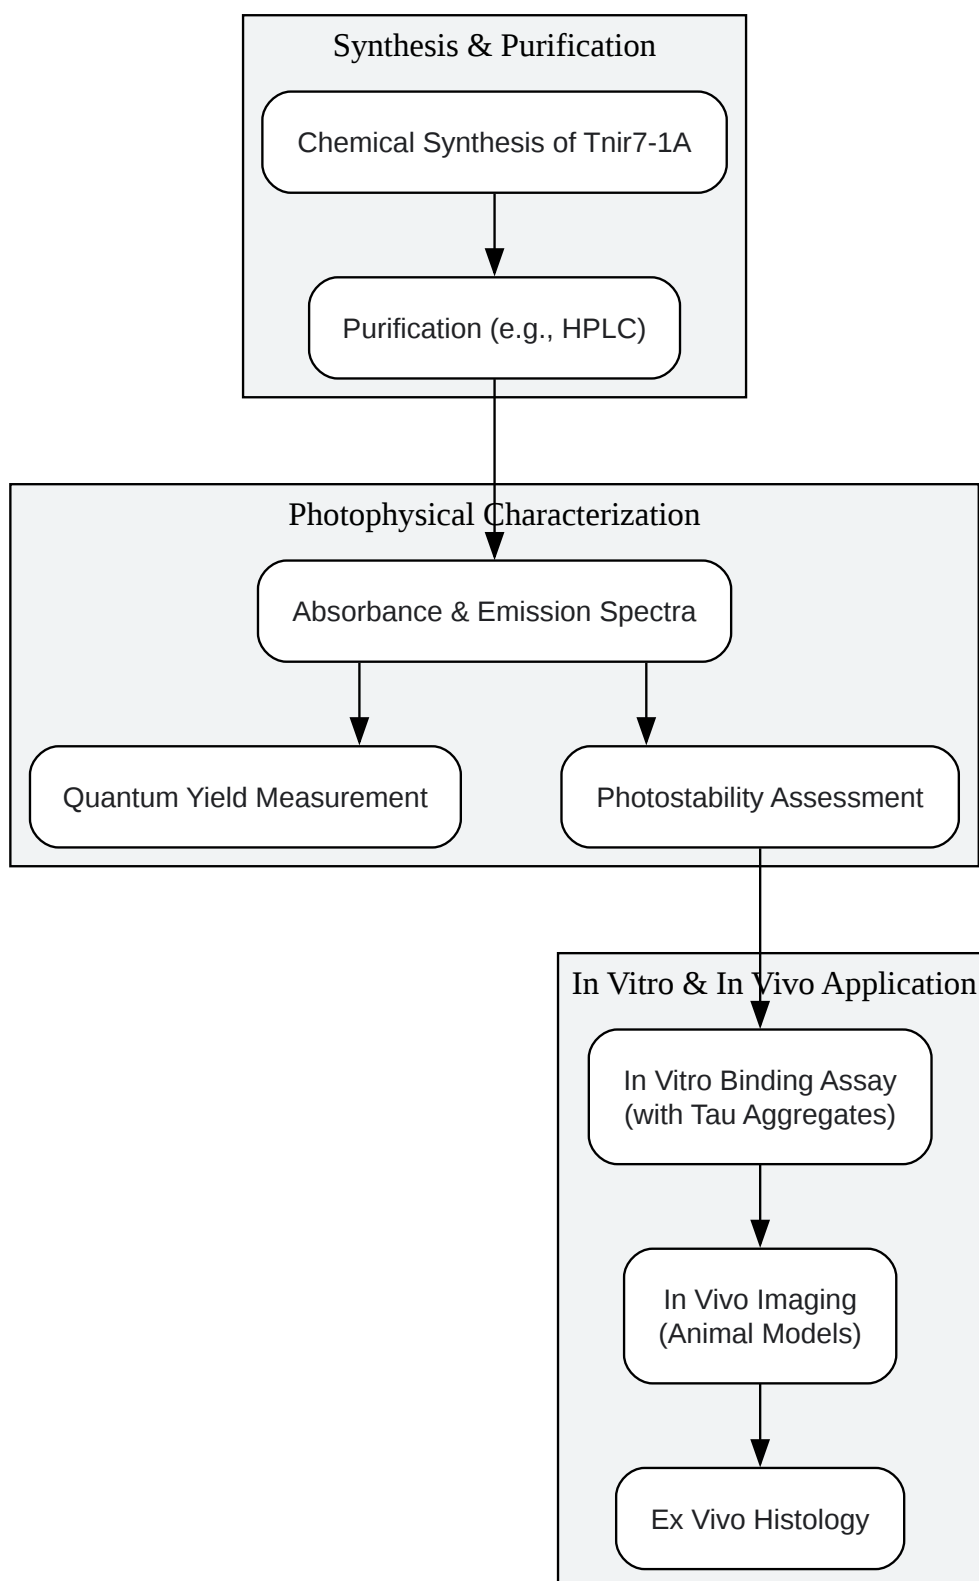 Synthesis & Purification
Chemical Synthesis of Tnir7-1A
Purification (e.g., HPLC)
Photophysical Characterization
Absorbance & Emission Spectra
Quantum Yield Measurement
Photostability Assessment
In Vitro & In Vivo Application
In Vitro Binding Assay
(with Tau Aggregates)
In Vivo Imaging
(Animal Models)
Ex Vivo Histology